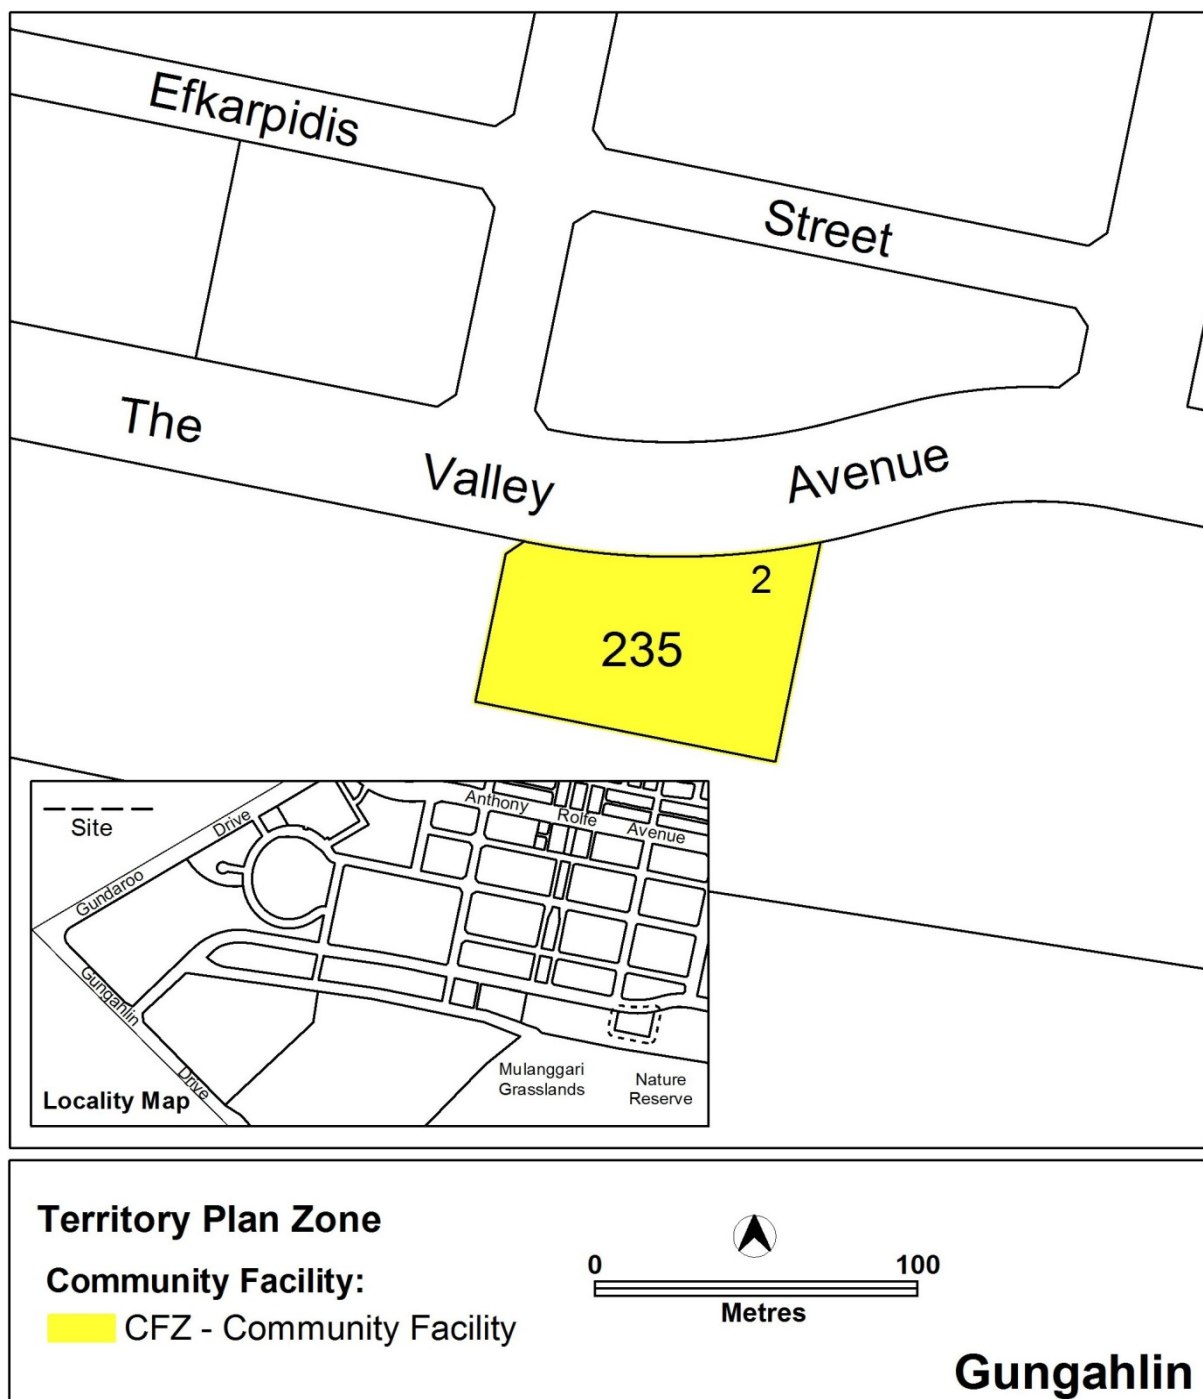 Efkarpidis
Street
The
Valley
Avenue
2
235
Site
Anthony
Rolfe
Avenue
Drive
Gundaroo
Gungahlin
Drive
Mulanggari
Grasslands
Nature
Reserve
Locality Map
Territory Plan Zone
Community Facility:
CFZ - Community Facility
0
100
Metres
Gungahlin